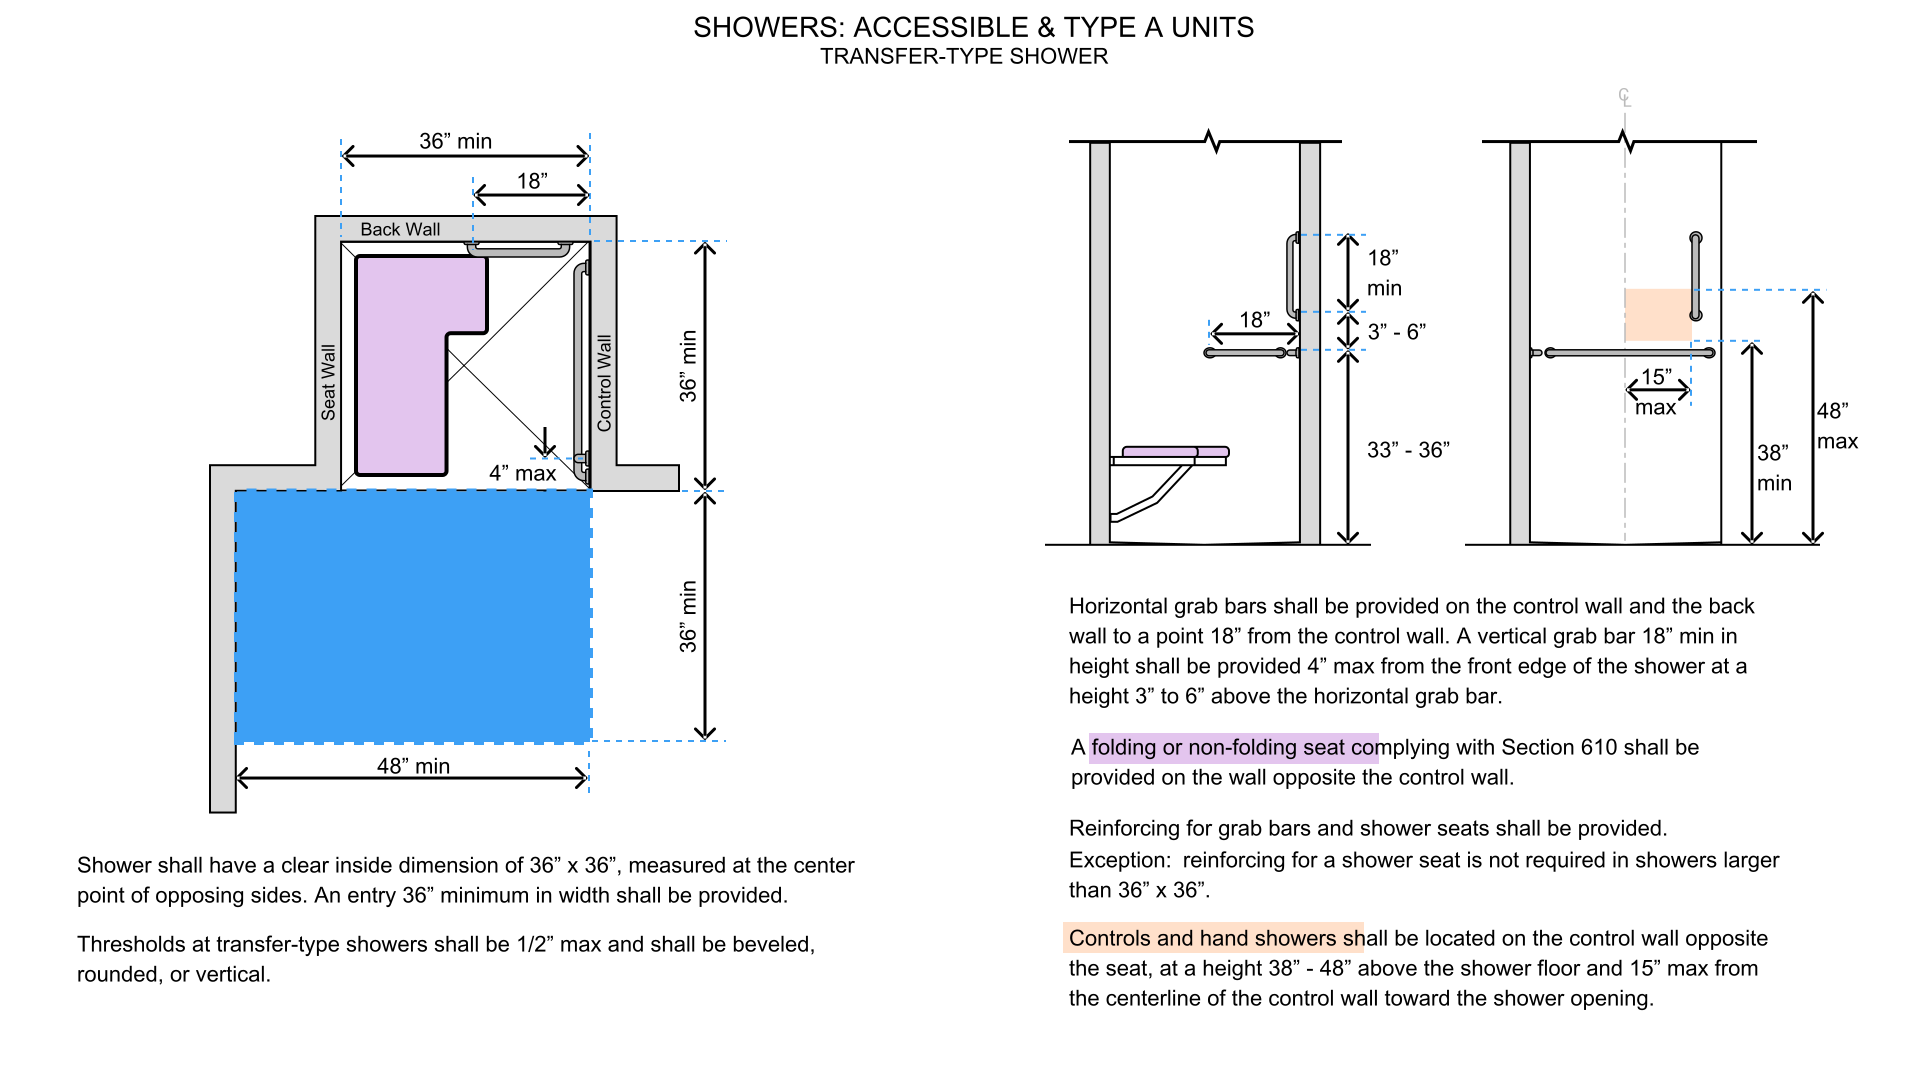 SHOWERS: ACCESSIBLE & TYPE A UNITS
TRANSFER-TYPE SHOWER
36” min
18”
Back Wall
Seat Wall
Control Wall
36” min
4” max
36” min
48” min
Shower shall have a clear inside dimension of 36” x 36”, measured at the center
point of opposing sides. An entry 36” minimum in width shall be provided.
Thresholds at transfer-type showers shall be 1/2” max and shall be beveled,
rounded, or vertical.
18”
min
18”
3” - 6”
33” - 36”
℄
15”
max
48”
max
38”
min
Horizontal grab bars shall be provided on the control wall and the back
wall to a point 18” from the control wall. A vertical grab bar 18” min in
height shall be provided 4” max from the front edge of the shower at a
height 3” to 6” above the horizontal grab bar.
A folding or non-folding seat complying with Section 610 shall be
provided on the wall opposite the control wall.
Reinforcing for grab bars and shower seats shall be provided.
Exception:  reinforcing for a shower seat is not required in showers larger
than 36” x 36”.
Controls and hand showers shall be located on the control wall opposite
the seat, at a height 38” - 48” above the shower floor and 15” max from
the centerline of the control wall toward the shower opening.